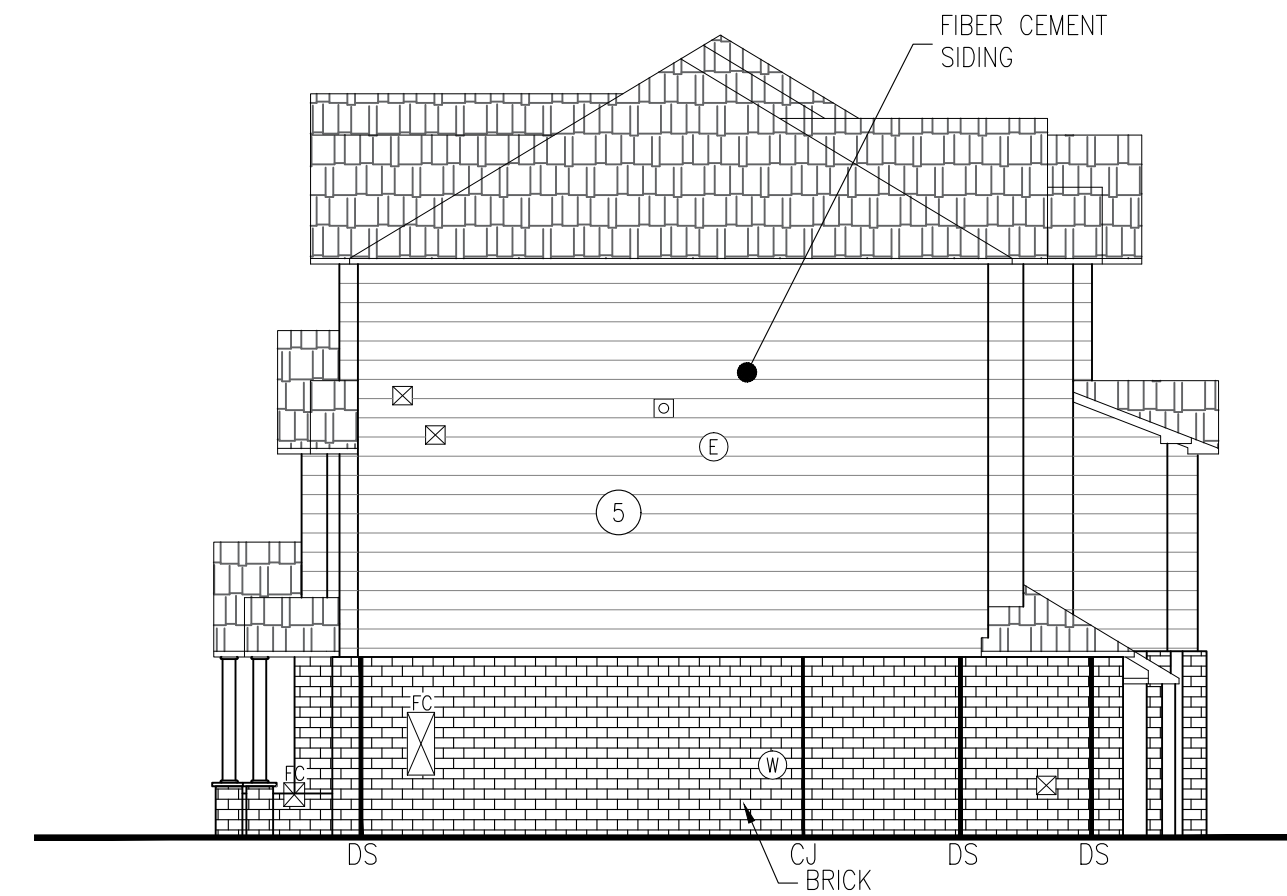 FIBER CEMENT
SIDING
E
5
FC
W
FC
DS
CJ
DS
DS
BRICK